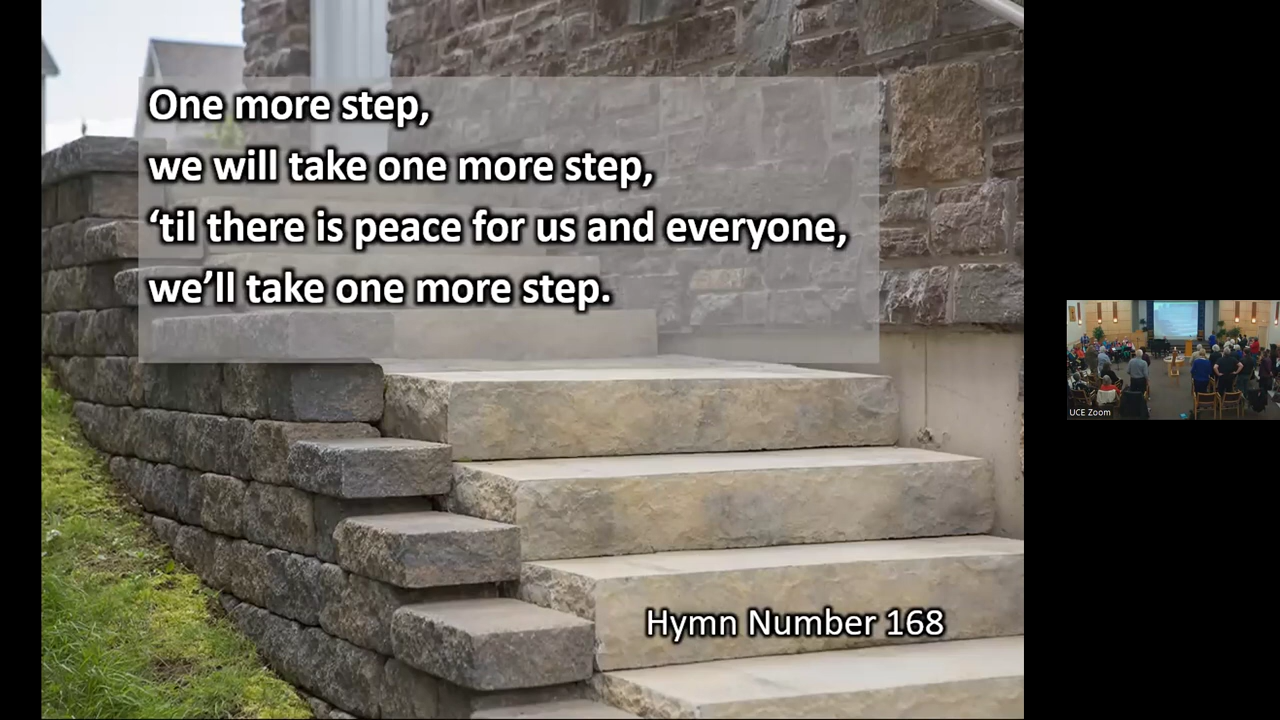 One more step,
we will take one more step,
‘til there is peace for us and everyone,
we’ll take one more step.
Hymn Number 168
UCE Zoom